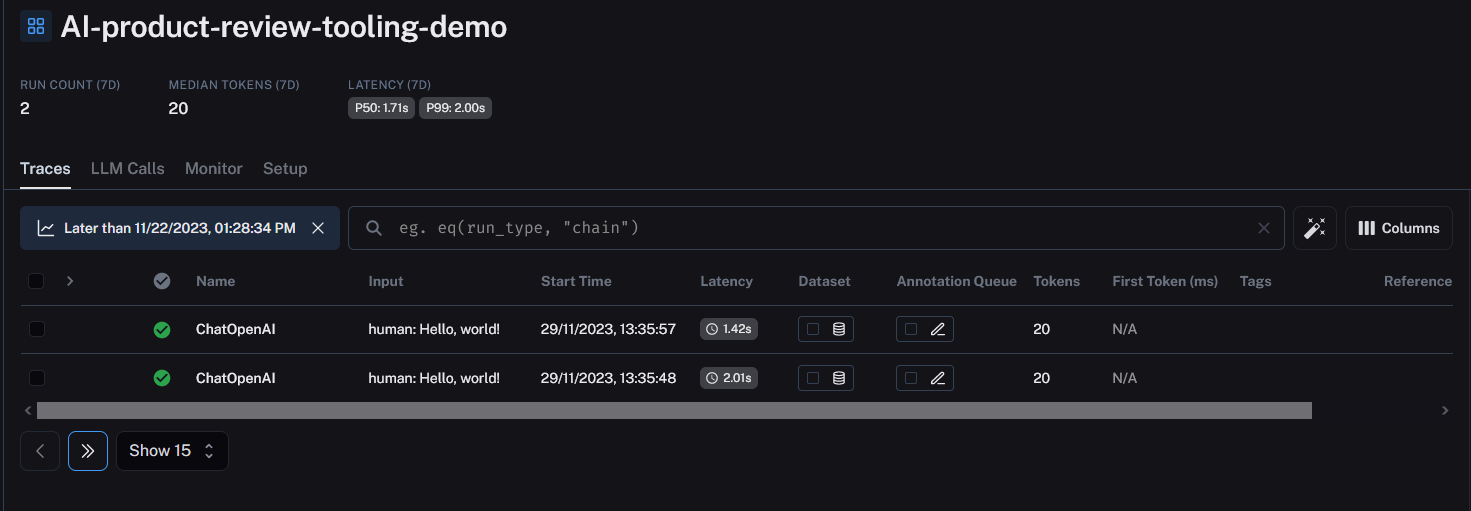 AI-product-review-tooling-demo
RUN COUNT (7D) MEDIAN TOKENS (7D) LATENCY (7D)
2 20 P50: 1.71s P99: 2.00s
Traces LLM Calls Monitor Setup
Later than 11/22/2023, 01:28:34 PM eg. eq(run_type, "chain") Columns
Name Input Start Time Latency Dataset Annotation Queue Tokens First Token (ms) Tags Reference
ChatOpenAI human: Hello, world! 29/11/2023, 13:35:57 1.42s 20 N/A
ChatOpenAI human: Hello, world! 29/11/2023, 13:35:48 2.01s 20 N/A
Show 15